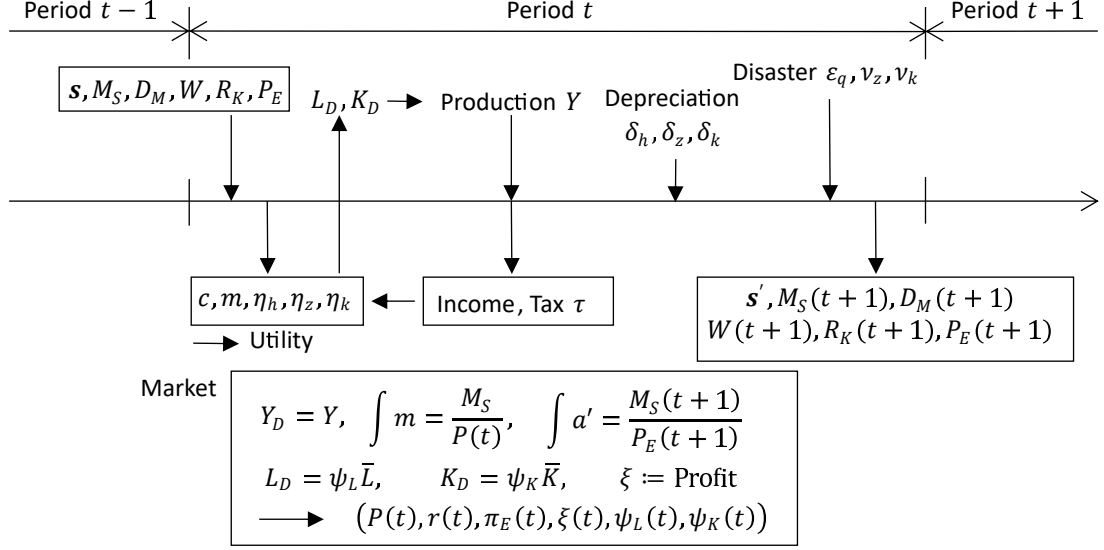 Period t − 1
Period t
Period t + 1
s, M_S, D_M, W, R_K, P_E
L_D, K_D
Production Y
Depreciation
δ_h, δ_z, δ_k
Disaster ε_q, ν_z, ν_k
c, m, η_h, η_z, η_k
Income, Tax τ
Utility
s′, M_S(t + 1), D_M(t + 1)
W(t + 1), R_K(t + 1), P_E(t + 1)
Market
Y_D = Y, ∫ m = M_S / P(t), ∫ a′ = M_S(t + 1) / P_E(t + 1)
L_D = ψ_L L̄, K_D = ψ_K K̄, ξ ≔ Profit
(P(t), r(t), π_E(t), ξ(t), ψ_L(t), ψ_K(t))